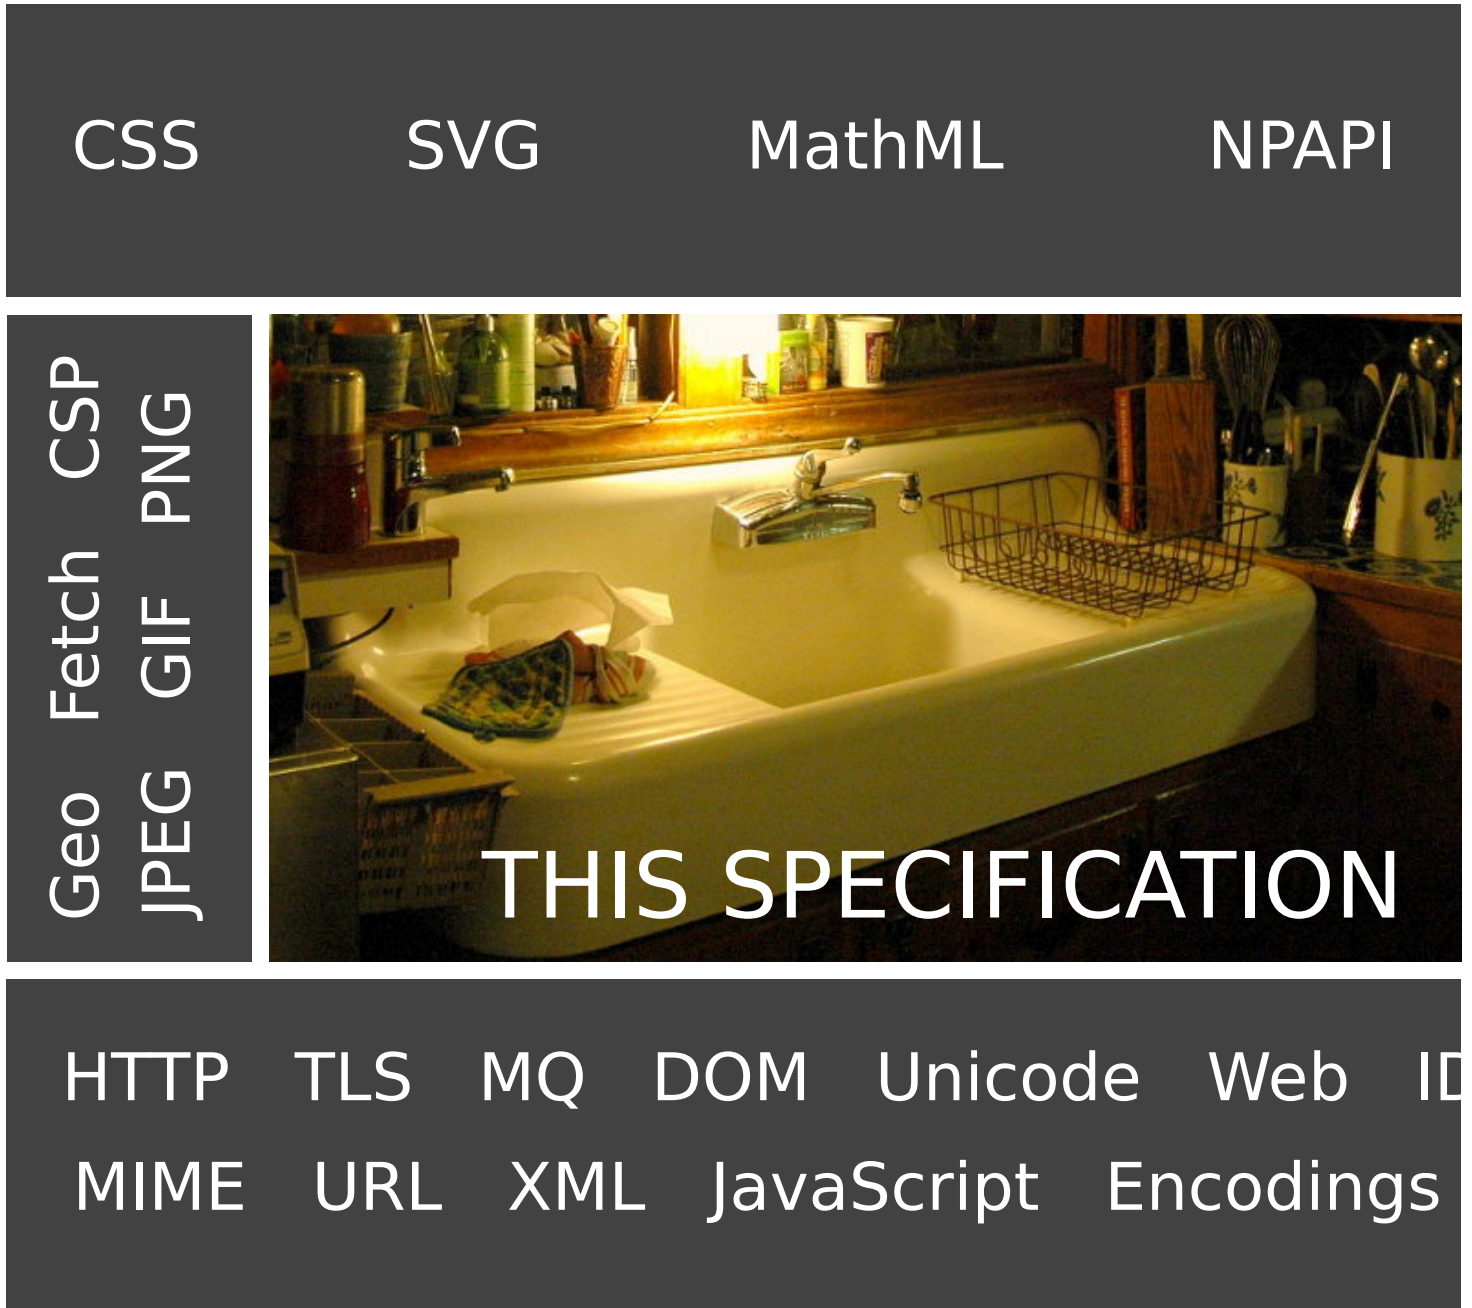 CSS SVG MathML NPAPI
Geo Fetch CSP
JPEG GIF PNG
THIS SPECIFICATION
HTTP TLS MQ DOM Unicode Web
MIME URL XML JavaScript Encodings